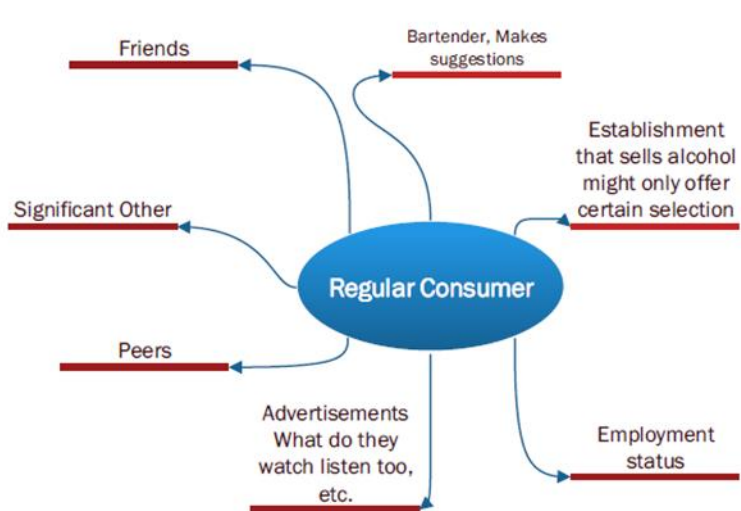 Friends
Bartender, Makes
suggestions
Establishment
that sells alcohol
might only offer
certain selection
Significant Other
Regular Consumer
Peers
Advertisements
What do they
watch listen too,
etc.
Employment
status